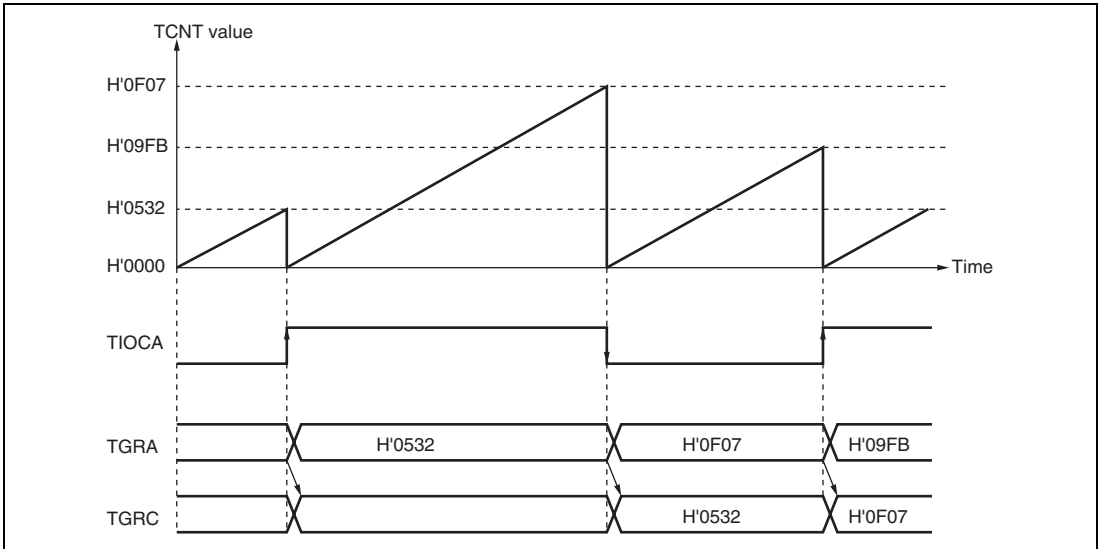 TCNT value
H'0F07
H'09FB
H'0532
H'0000
Time
TIOCA
TGRA H'0532 H'0F07 H'09FB
TGRC H'0532 H'0F07